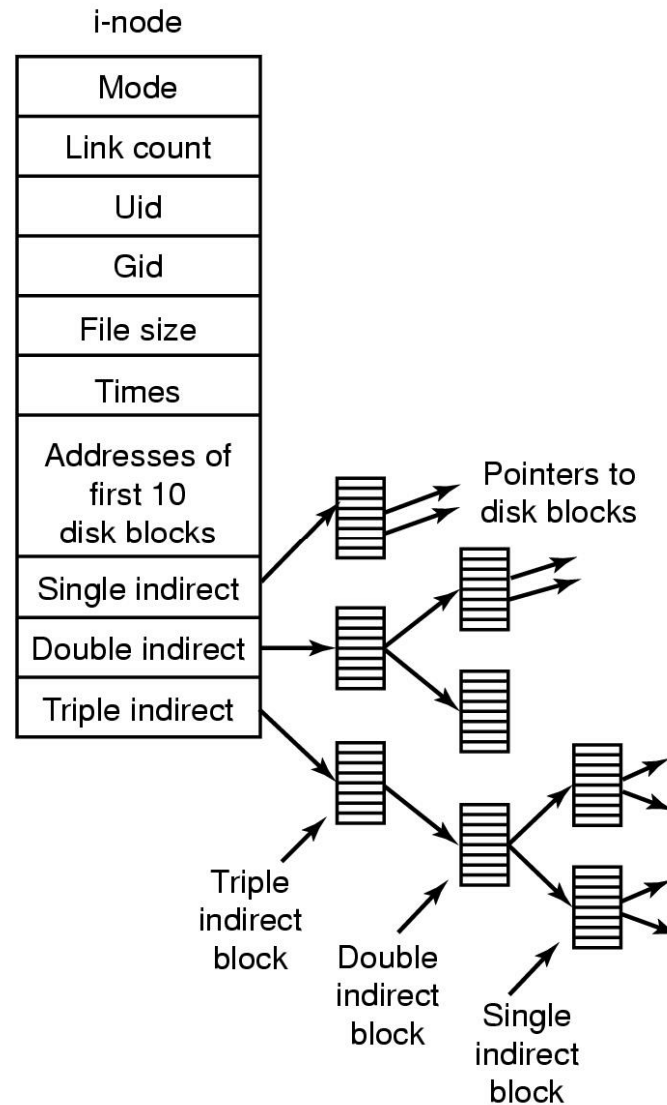 i-node
Mode
Link count
Uid
Gid
File size
Times
Addresses of
first 10
disk blocks
Single indirect
Double indirect
Triple indirect
Pointers to
disk blocks
Triple
indirect
block
Double
indirect
block
Single
indirect
block